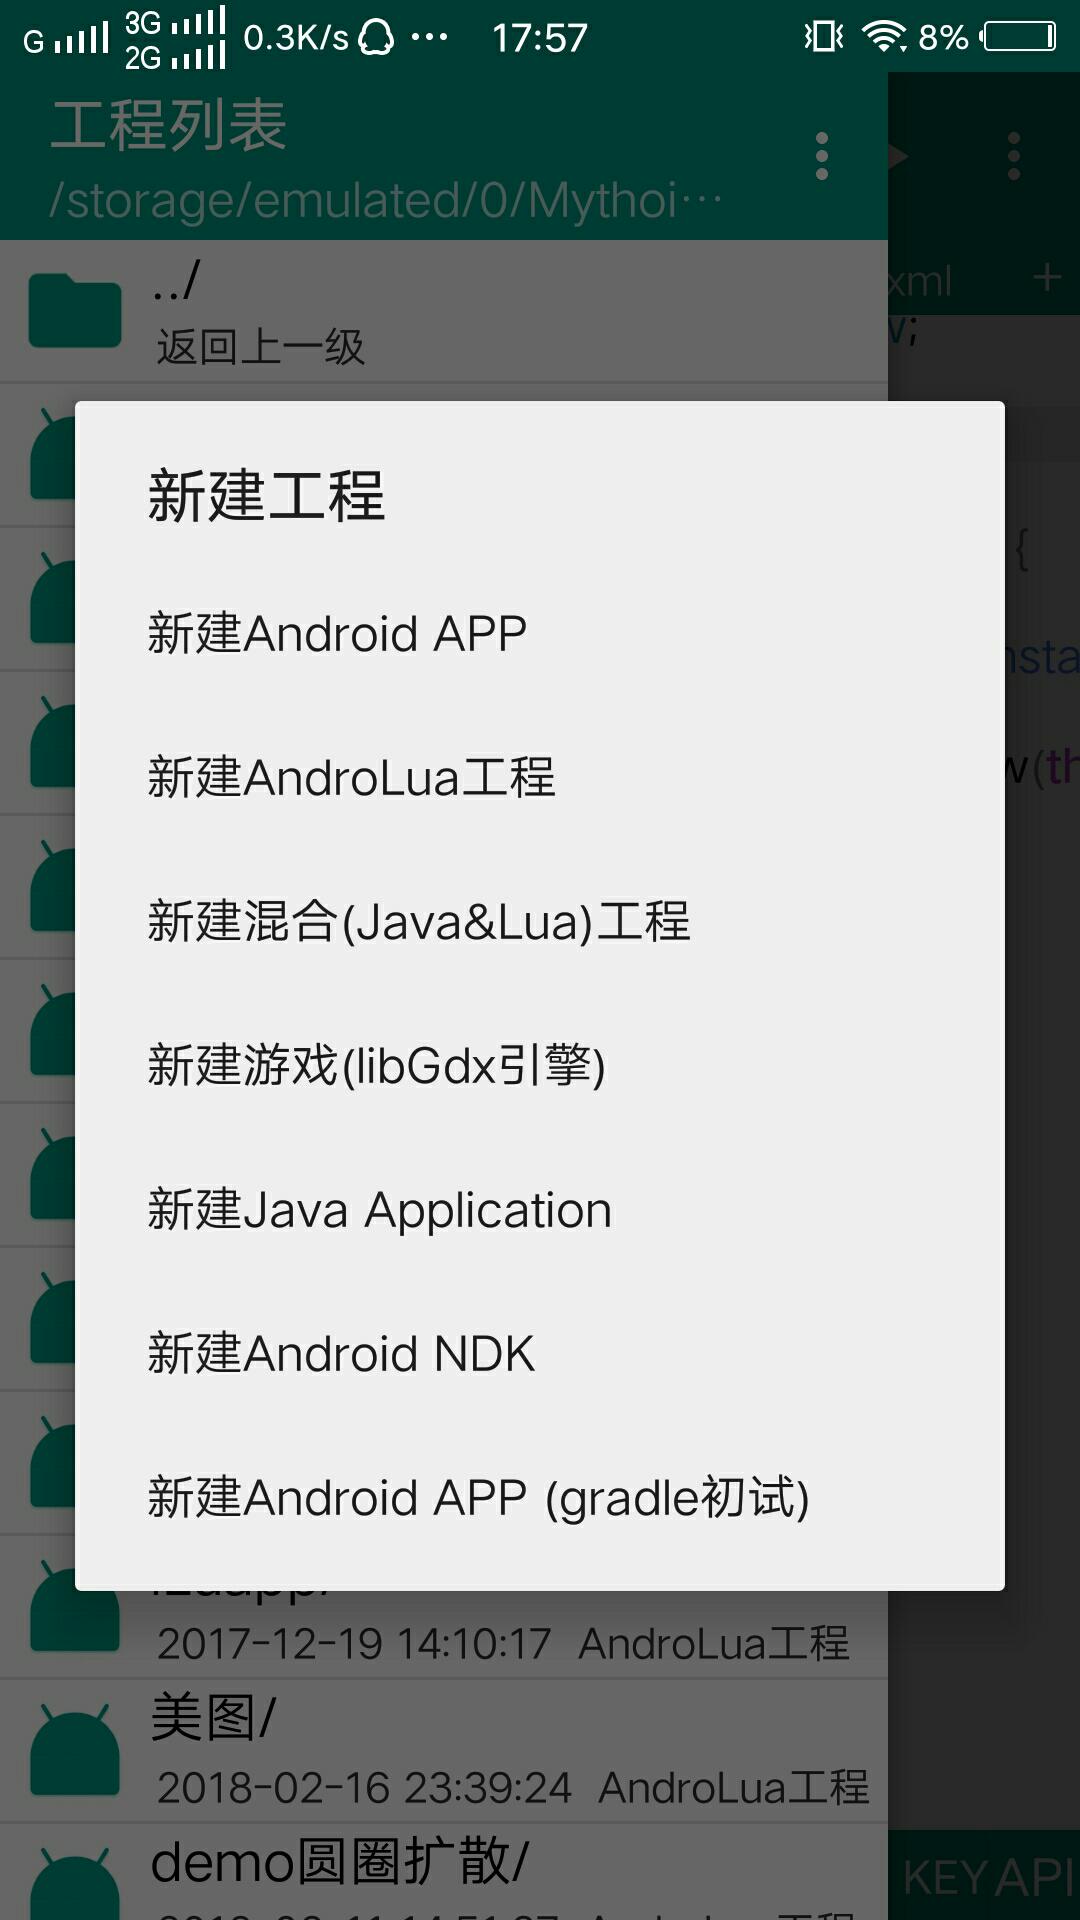 G 3G 2G 0.3K/s ··· 17:57 8%
工程列表
/storage/emulated/0/Mythoi···
xml +
../
返回上一级
;
新建工程
{
新建Android APP
新建AndroLua工程
w(th
新建混合(Java&Lua)工程
新建游戏(libGdx引擎)
新建Java Application
新建Android NDK
新建Android APP (gradle初试)
2017-12-19 14:10:17 AndroLua工程
美图/
2018-02-16 23:39:24 AndroLua工程
demo圆圈扩散/
KEY API